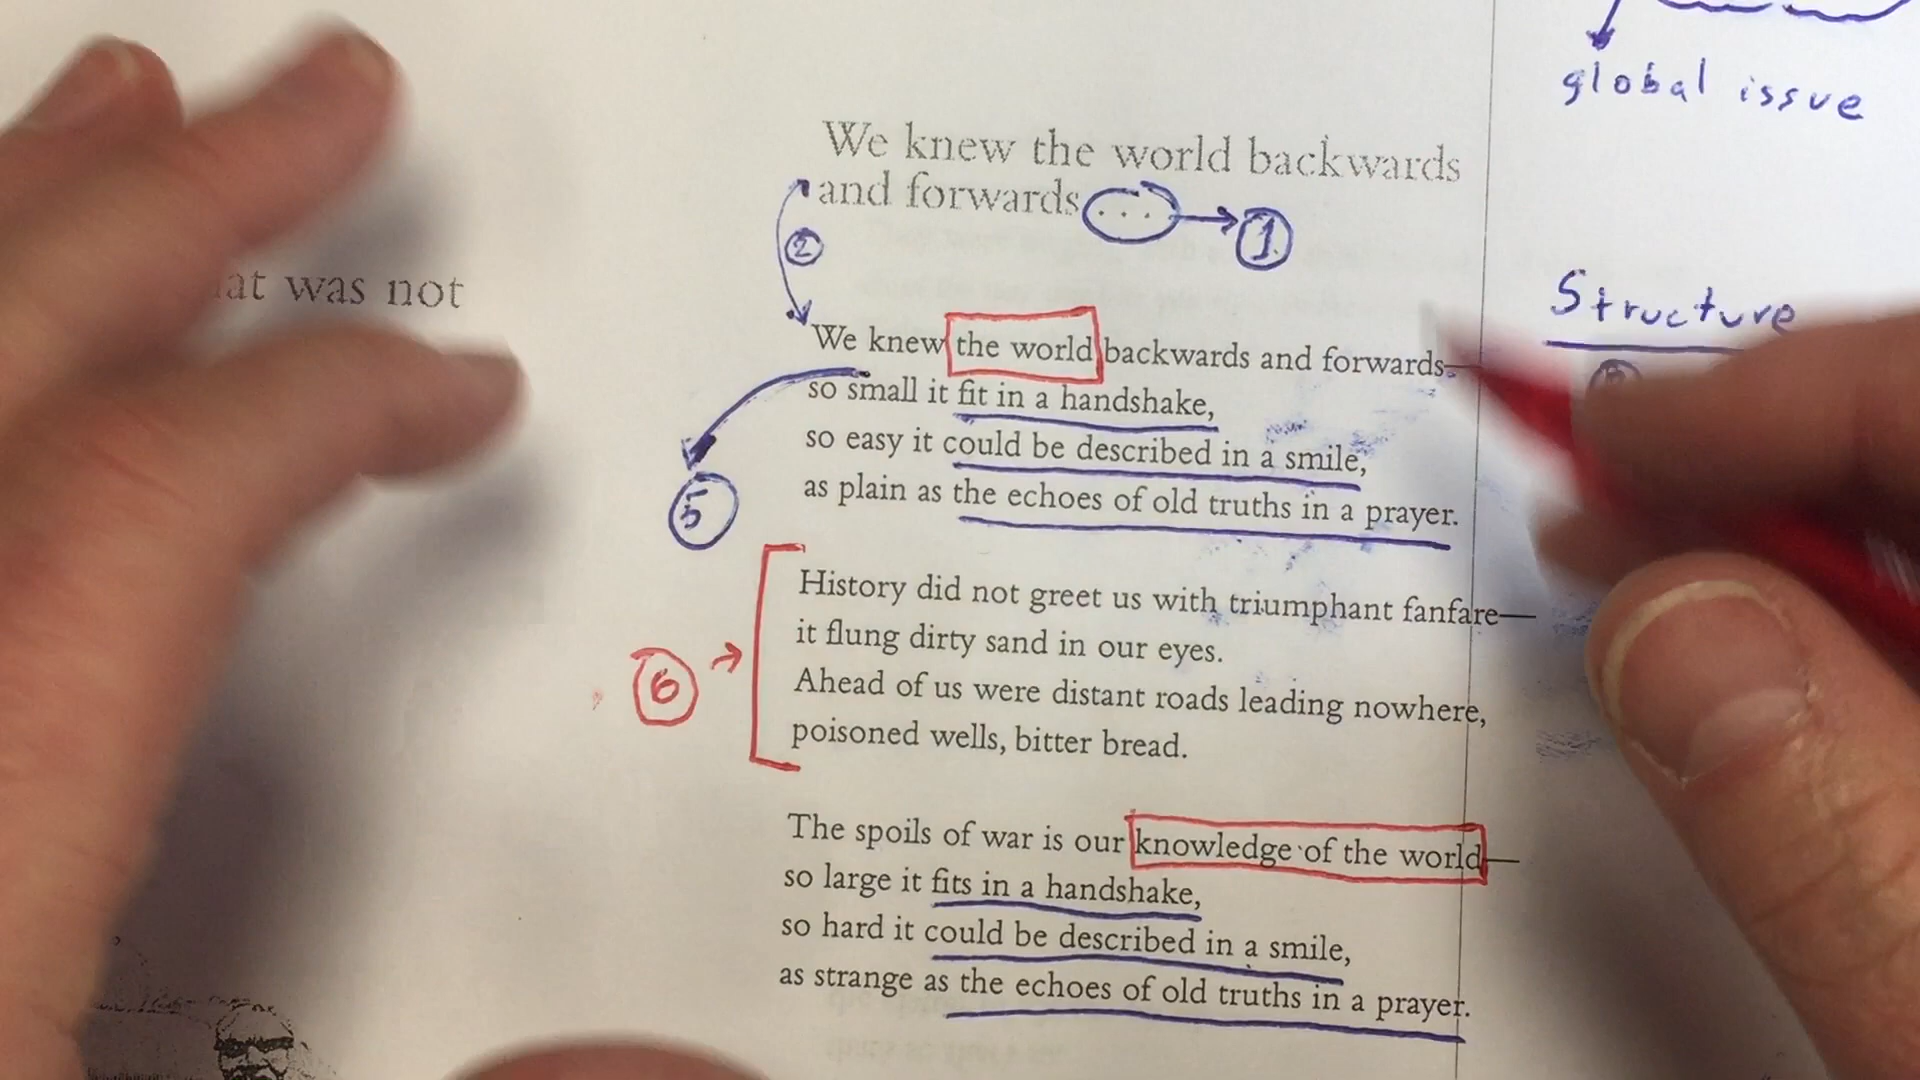 global issue
We knew the world backwards
and forwards...
1
2
was not
Structure
We knew the world backwards and forwards—
so small it fit in a handshake,
so easy it could be described in a smile,
as plain as the echoes of old truths in a prayer.
5
History did not greet us with triumphant fanfare—
it flung dirty sand in our eyes.
6
Ahead of us were distant roads leading nowhere,
poisoned wells, bitter bread.
The spoils of war is our knowledge of the world—
so large it fits in a handshake,
so hard it could be described in a smile,
as strange as the echoes of old truths in a prayer.